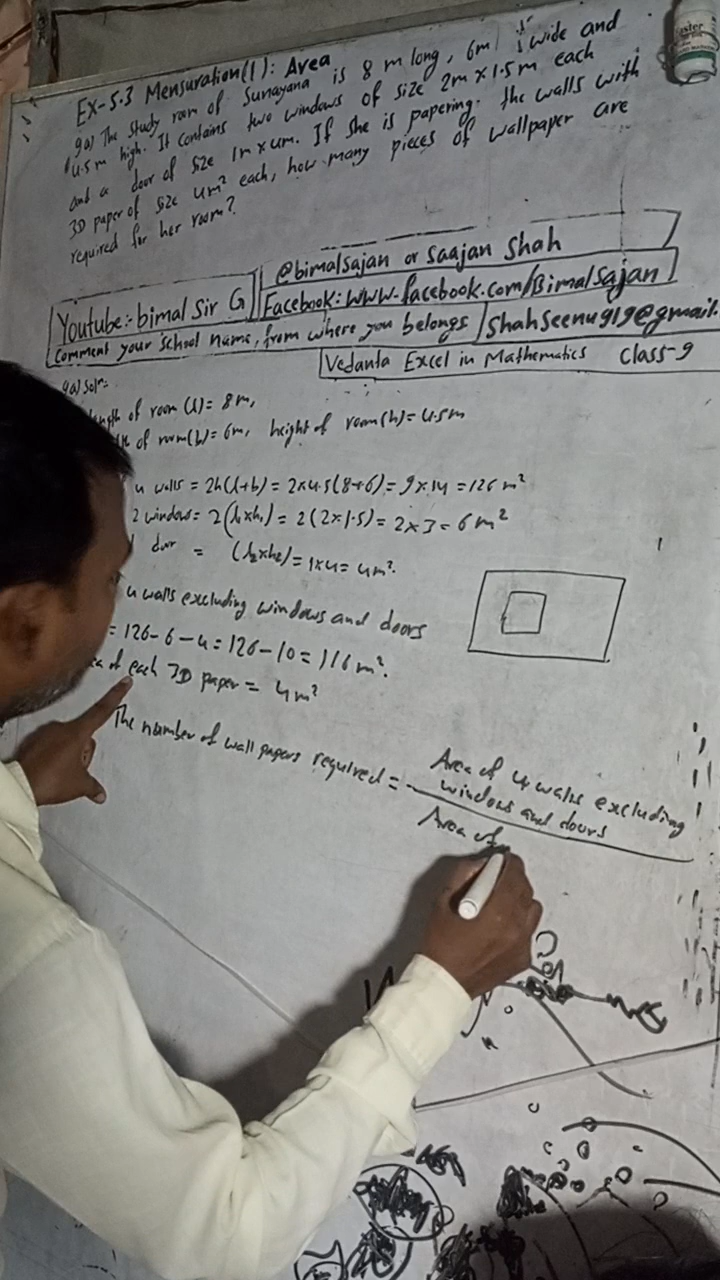 EX-5.3 Mensuration(1): Area
9a) The study room of Sunayana is 8 m long, 6m is wide and
4.5 m high. It contains two windows of size 2m×1.5m each
and a door of size 1m×4m. If she is papering the walls with
3D paper of size 4m² each, how many pieces of wallpaper are
required for her room?
@bimalsajan or Saajan Shah
Youtube:- bimal Sir G
Facebook: www.facebook.com/Bimalsajan
Comment your school name, from where you belongs
Shahseenu919@gmail.
Vedanta Excel in Mathematics Class-9
9a) Solⁿ:
ength of room (l) = 8m,
of room(b)= 6m, height of room(h)= 4.5m
4 walls = 2h(l+b) = 2×4.5(8+6)= 9×14 =126 m²
2 window= 2(l₁×h₁) = 2(2×1.5) = 2×3=6m²
door = (l₂×h₂)=1×4= 4m².
4 walls excluding windows and doors
= 126-6-4=126-10=116m².
of each 3D paper = 4m²
The number of wall papers required =
Area of 4 walls excluding
windows and doors
Area of